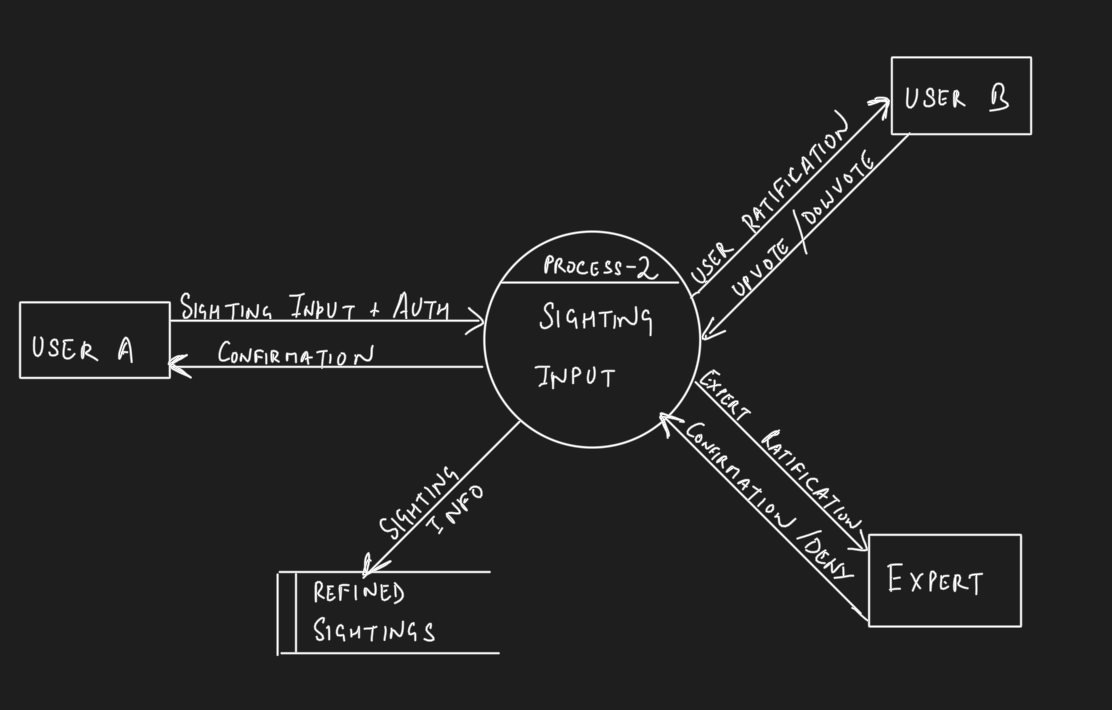 USER B
USER RATIFICATION
UPVOTE / DOWVOTE
PROCESS-2
SIGHTING
INPUT
SIGHTING INPUT + AUTH
USER A
CONFIRMATION
EXPERT RATIFICATION
CONFIRMATION / DENY
EXPERT
SIGHTING
INFO
REFINED
SIGHTINGS